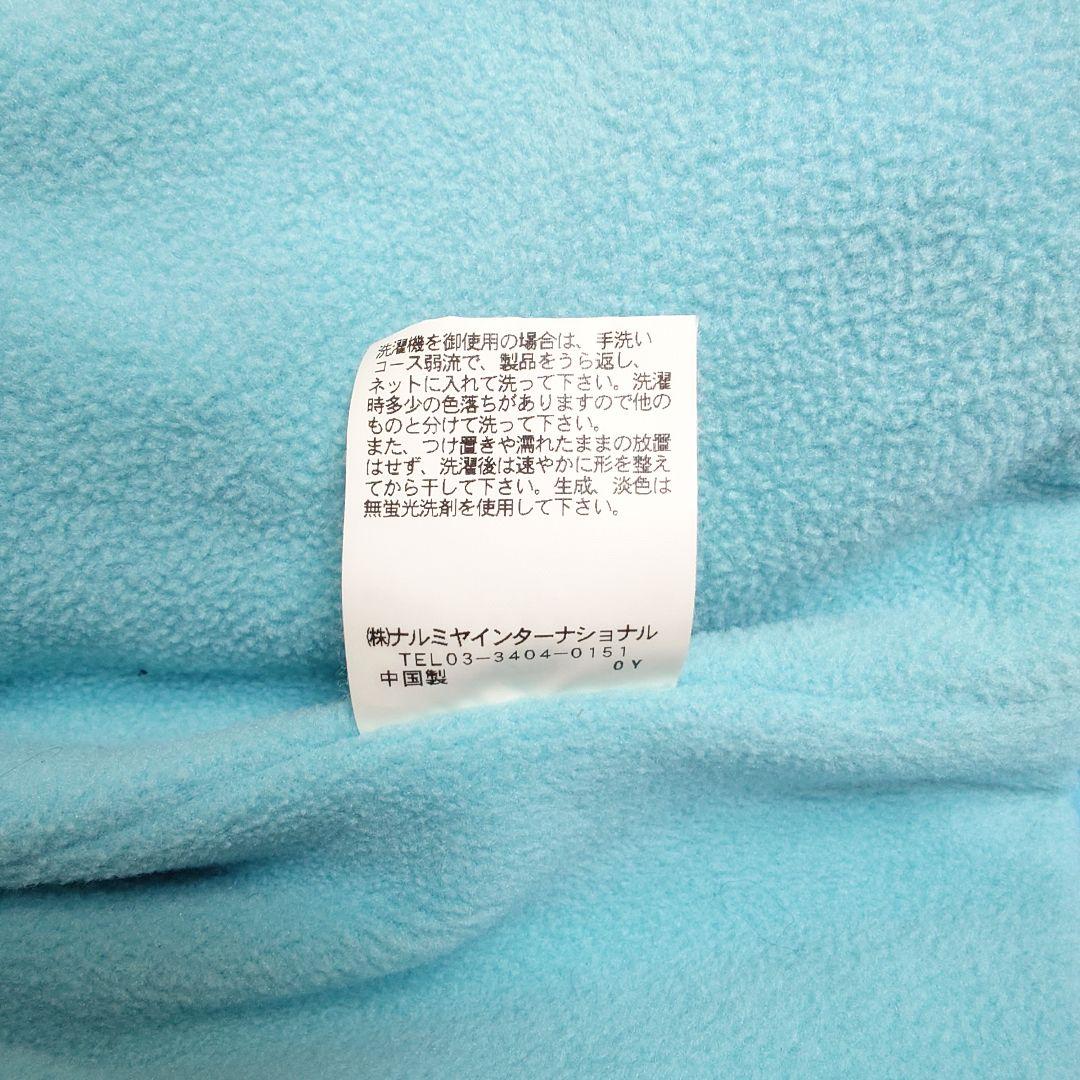 洗濯機を御使用の場合は、手洗い
コース弱流で、製品をうら返し、
ネットに入れて洗って下さい。洗濯
時多少の色落ちがありますので他の
ものと分けて洗って下さい。
また、つけ置きや濡れたままの放置
はせず、洗濯後は速やかに形を整え
てから干して下さい。生成、淡色は
無蛍光洗剤を使用して下さい。
㈱ナルミヤインターナショナル
TEL03-3404-0151
中国製 0Y